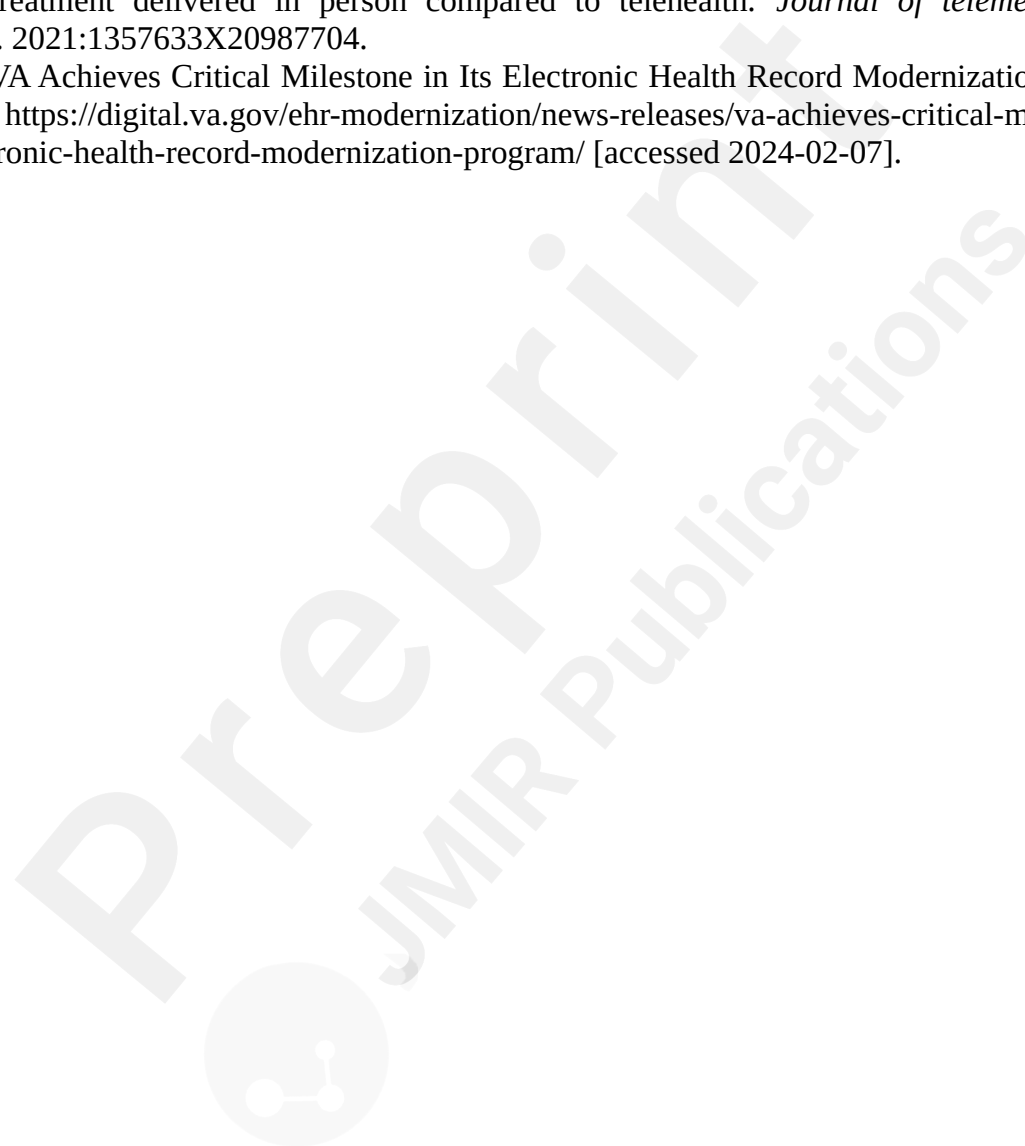 treatment delivered in person compared to telehealth. Journal of
. 2021:1357633X20987704.
VA Achieves Critical Milestone in Its Electronic Health Record
https://digital.va.gov/ehr-modernization/news-releases/va-achieves-critical-m
ronic-health-record-modernization-program/ [accessed 2024-02-07].
Preprint
JMIR Publications